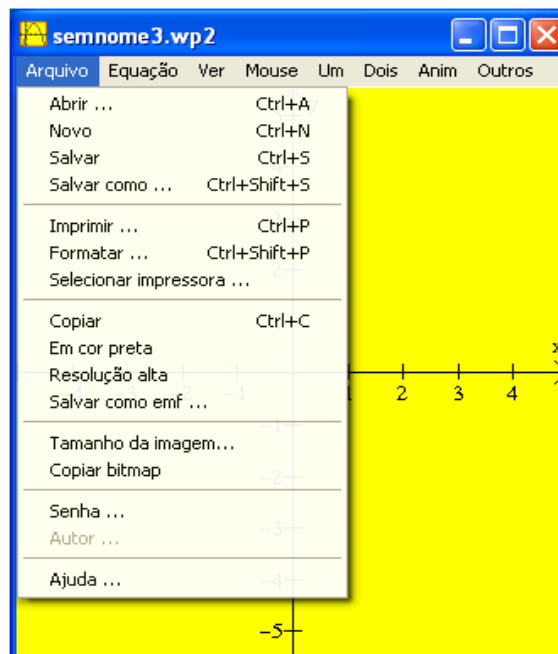 semnome3.wp2
Arquivo Equação Ver Mouse Um Dois Anim Outros
Abrir ... Ctrl+A
Novo Ctrl+N
Salvar Ctrl+S
Salvar como ... Ctrl+Shift+S
Imprimir ... Ctrl+P
Formatar ... Ctrl+Shift+P
Selecionar impressora ...
Copiar Ctrl+C
Em cor preta
Resolução alta
Salvar como emf ...
Tamanho da imagem...
Copiar bitmap
Senha ...
Autor ...
Ajuda ...
x
2 3 4
-5